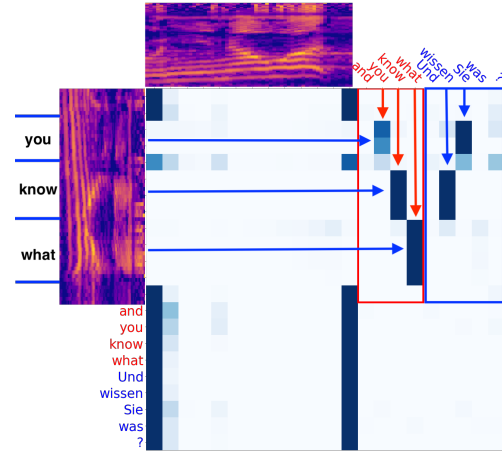 and
you
know
what
Und
wissen
Sie
was
?
you
know
what
and
you
know
what
Und
wissen
Sie
was
?